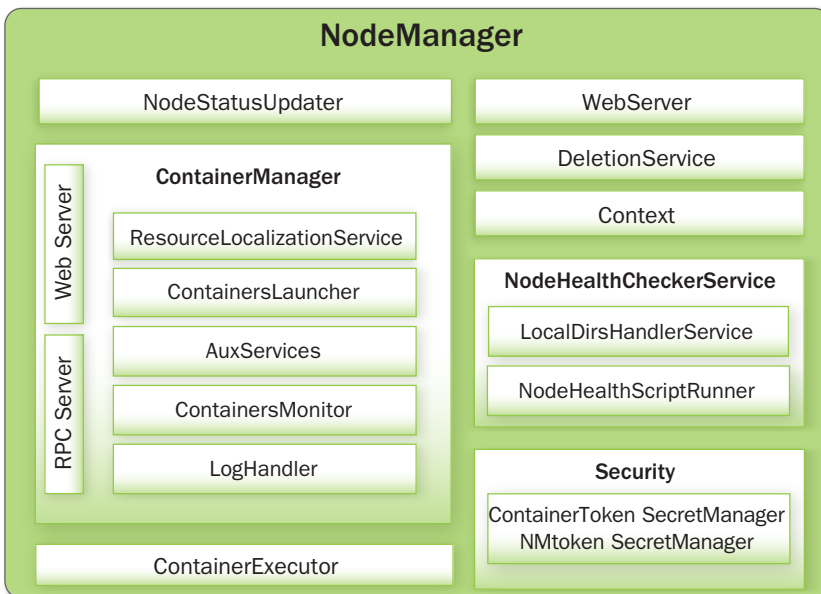 NodeManager
NodeStatusUpdater
ContainerManager
Web Server
RPC Server
ResourceLocalizationService
ContainersLauncher
AuxServices
ContainersMonitor
LogHandler
ContainerExecutor
WebServer
DeletionService
Context
NodeHealthCheckerService
LocalDirsHandlerService
NodeHealthScriptRunner
Security
ContainerToken SecretManager
NMtoken SecretManager